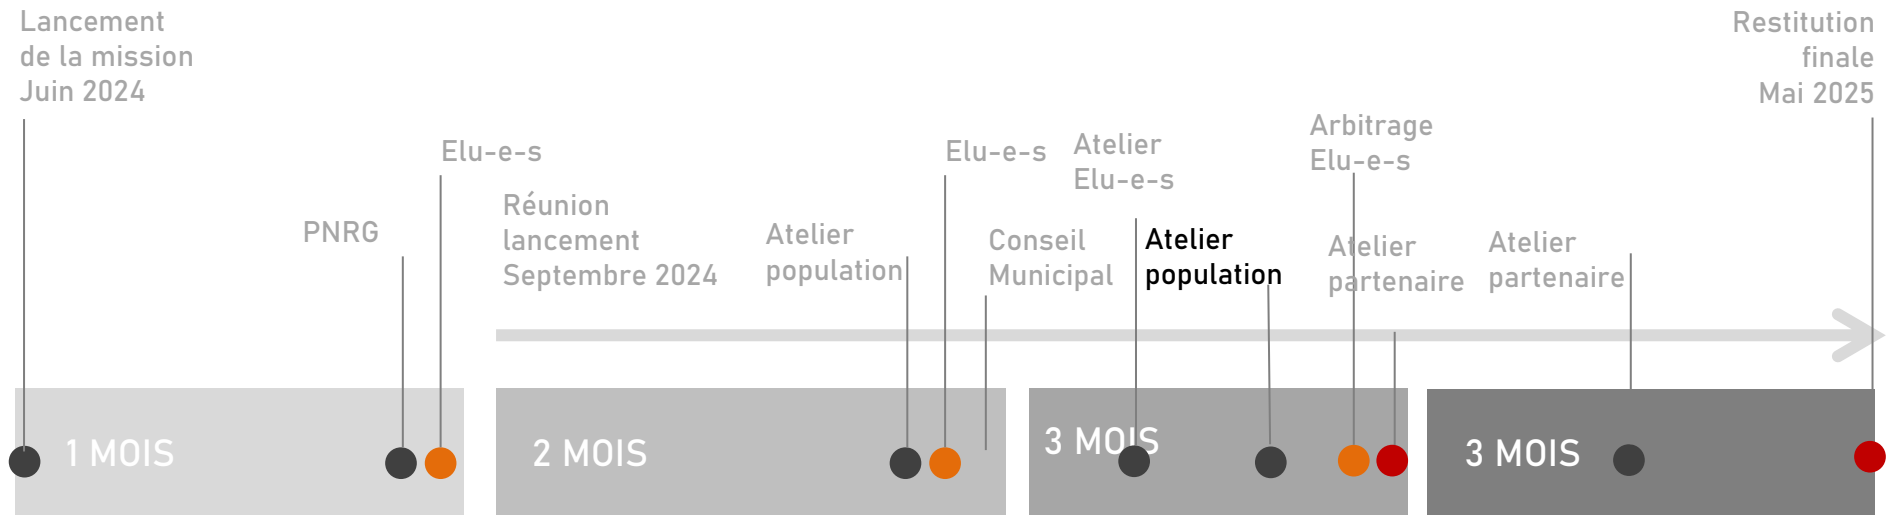 Lancement
de la mission
Juin 2024
Restitution
finale
Mai 2025
PNRG
Elu-e-s
Réunion
lancement
Septembre 2024
Atelier
population
Elu-e-s
Conseil
Municipal
Atelier
Elu-e-s
Atelier
population
Arbitrage
Elu-e-s
Atelier
partenaire
Atelier
partenaire
1 MOIS
2 MOIS
3 MOIS
3 MOIS